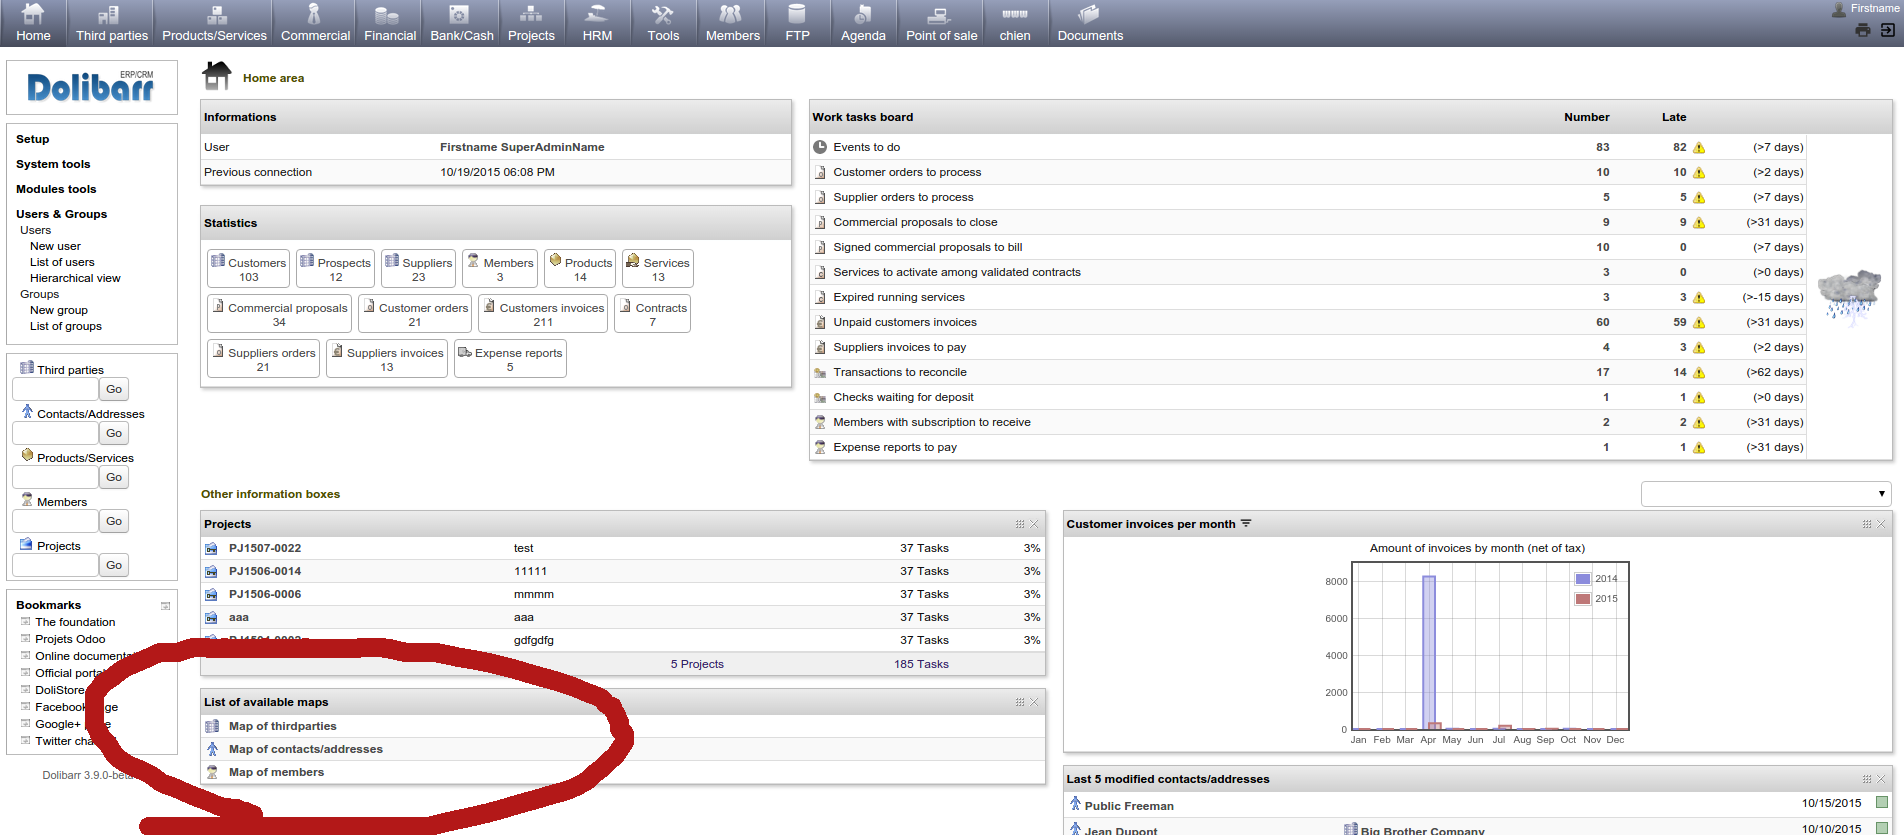 Home Third parties Products/Services Commercial Financial Bank/Cash Projects HRM Tools Members FTP Agenda Point of sale chien Documents
Firstname
Dolibarr ERP/CRM
Setup
System tools
Modules tools
Users & Groups
Users
New user
List of users
Hierarchical view
Groups
New group
List of groups
Third parties
Go
Contacts/Addresses
Go
Products/Services
Go
Members
Go
Projects
Go
Bookmarks
The foundation
Projets Odoo
Online
Official
DoliStore
Facebook
Google+
Twitter
Dolibarr 3.9.0-beta
Home area
Informations
User Firstname SuperAdminName
Previous connection 10/19/2015 06:08 PM
Statistics
Customers 103
Prospects 12
Suppliers 23
Members 3
Products 14
Services 13
Commercial proposals 34
Customer orders 21
Customers invoices 211
Contracts 7
Suppliers orders 21
Suppliers invoices 13
Expense reports 5
Work tasks board Number Late
Events to do 83 82 (>7 days)
Customer orders to process 10 10 (>2 days)
Supplier orders to process 5 5 (>7 days)
Commercial proposals to close 9 9 (>31 days)
Signed commercial proposals to bill 10 0 (>7 days)
Services to activate among validated contracts 3 0 (>0 days)
Expired running services 3 3 (>-15 days)
Unpaid customers invoices 60 59 (>31 days)
Suppliers invoices to pay 4 3 (>2 days)
Transactions to reconcile 17 14 (>62 days)
Checks waiting for deposit 1 1 (>0 days)
Members with subscription to receive 2 2 (>31 days)
Expense reports to pay 1 1 (>31 days)
Other information boxes
Projects
PJ1507-0022 test 37 Tasks 3%
PJ1506-0014 11111 37 Tasks 3%
PJ1506-0006 mmmm 37 Tasks 3%
aaa aaa 37 Tasks 3%
gdfgdfg 37 Tasks 3%
5 Projects 185 Tasks
List of available maps
Map of thirdparties
Map of contacts/addresses
Map of members
Customer invoices per month
Amount of invoices by month (net of tax)
8000
6000
4000
2000
0
2014
2015
Jan Feb Mar Apr May Jun Jul Aug Sep Oct Nov Dec
Last 5 modified contacts/addresses
Public Freeman 10/15/2015
Jean Dupont Big Brother Company 10/10/2015